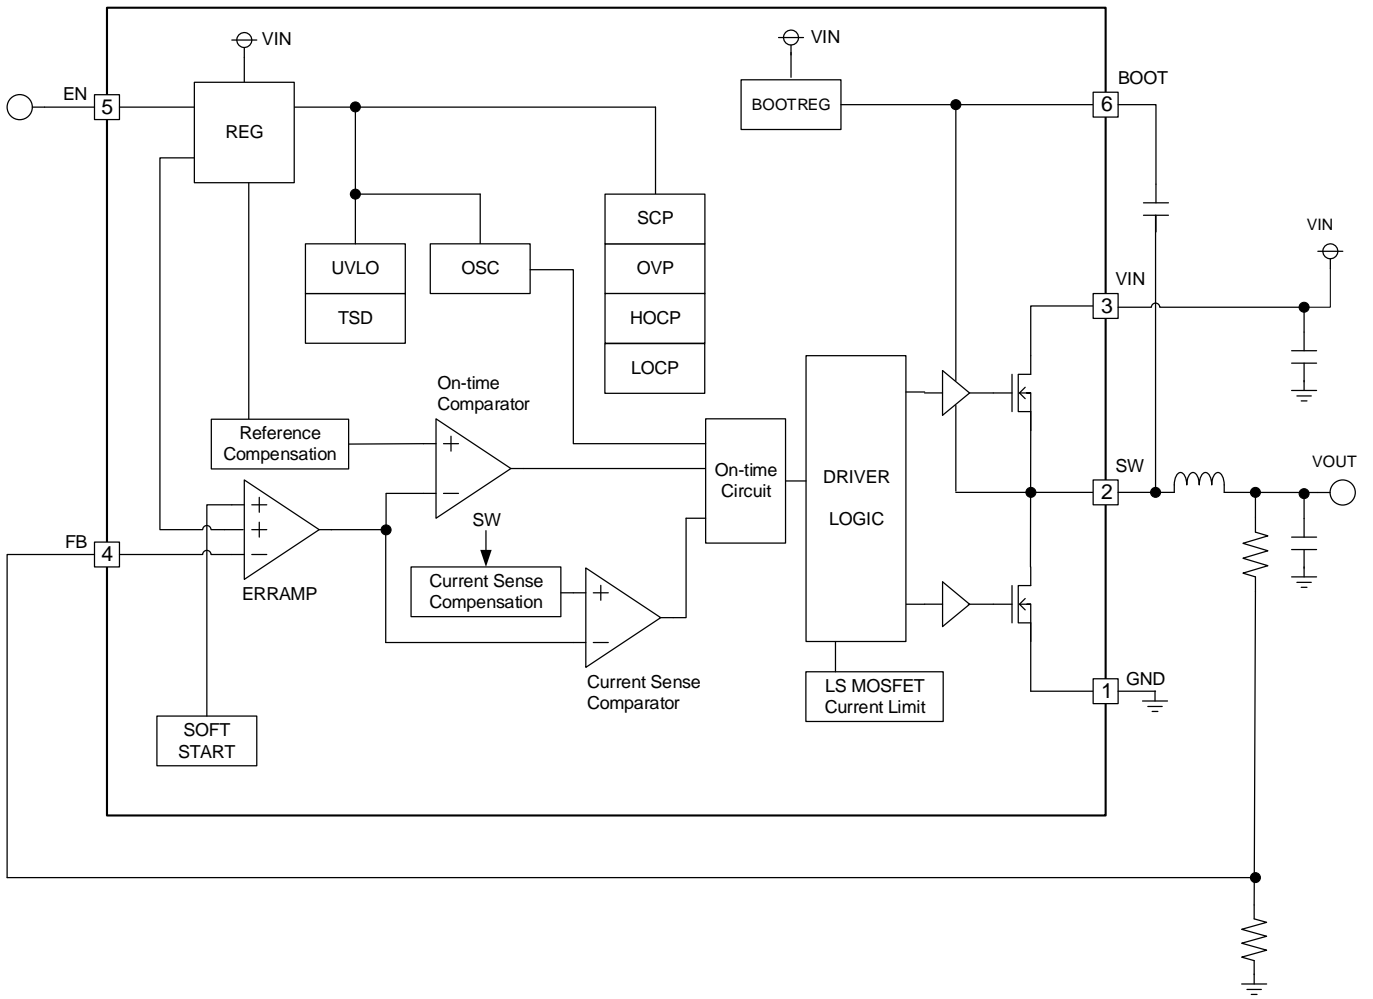 VIN
VIN
BOOT
EN
5
BOOTREG
6
REG
SCP
VIN
UVLO
OSC
OVP
VIN
TSD
HOCP
3
LOCP
On-time
Comparator
Reference
Compensation
+
−
On-time
Circuit
DRIVER
LOGIC
SW
2
VOUT
+
+
−
ERRAMP
FB
4
SW
Current Sense
Compensation
+
−
Current Sense
Comparator
LS MOSFET
Current Limit
GND
1
SOFT
START